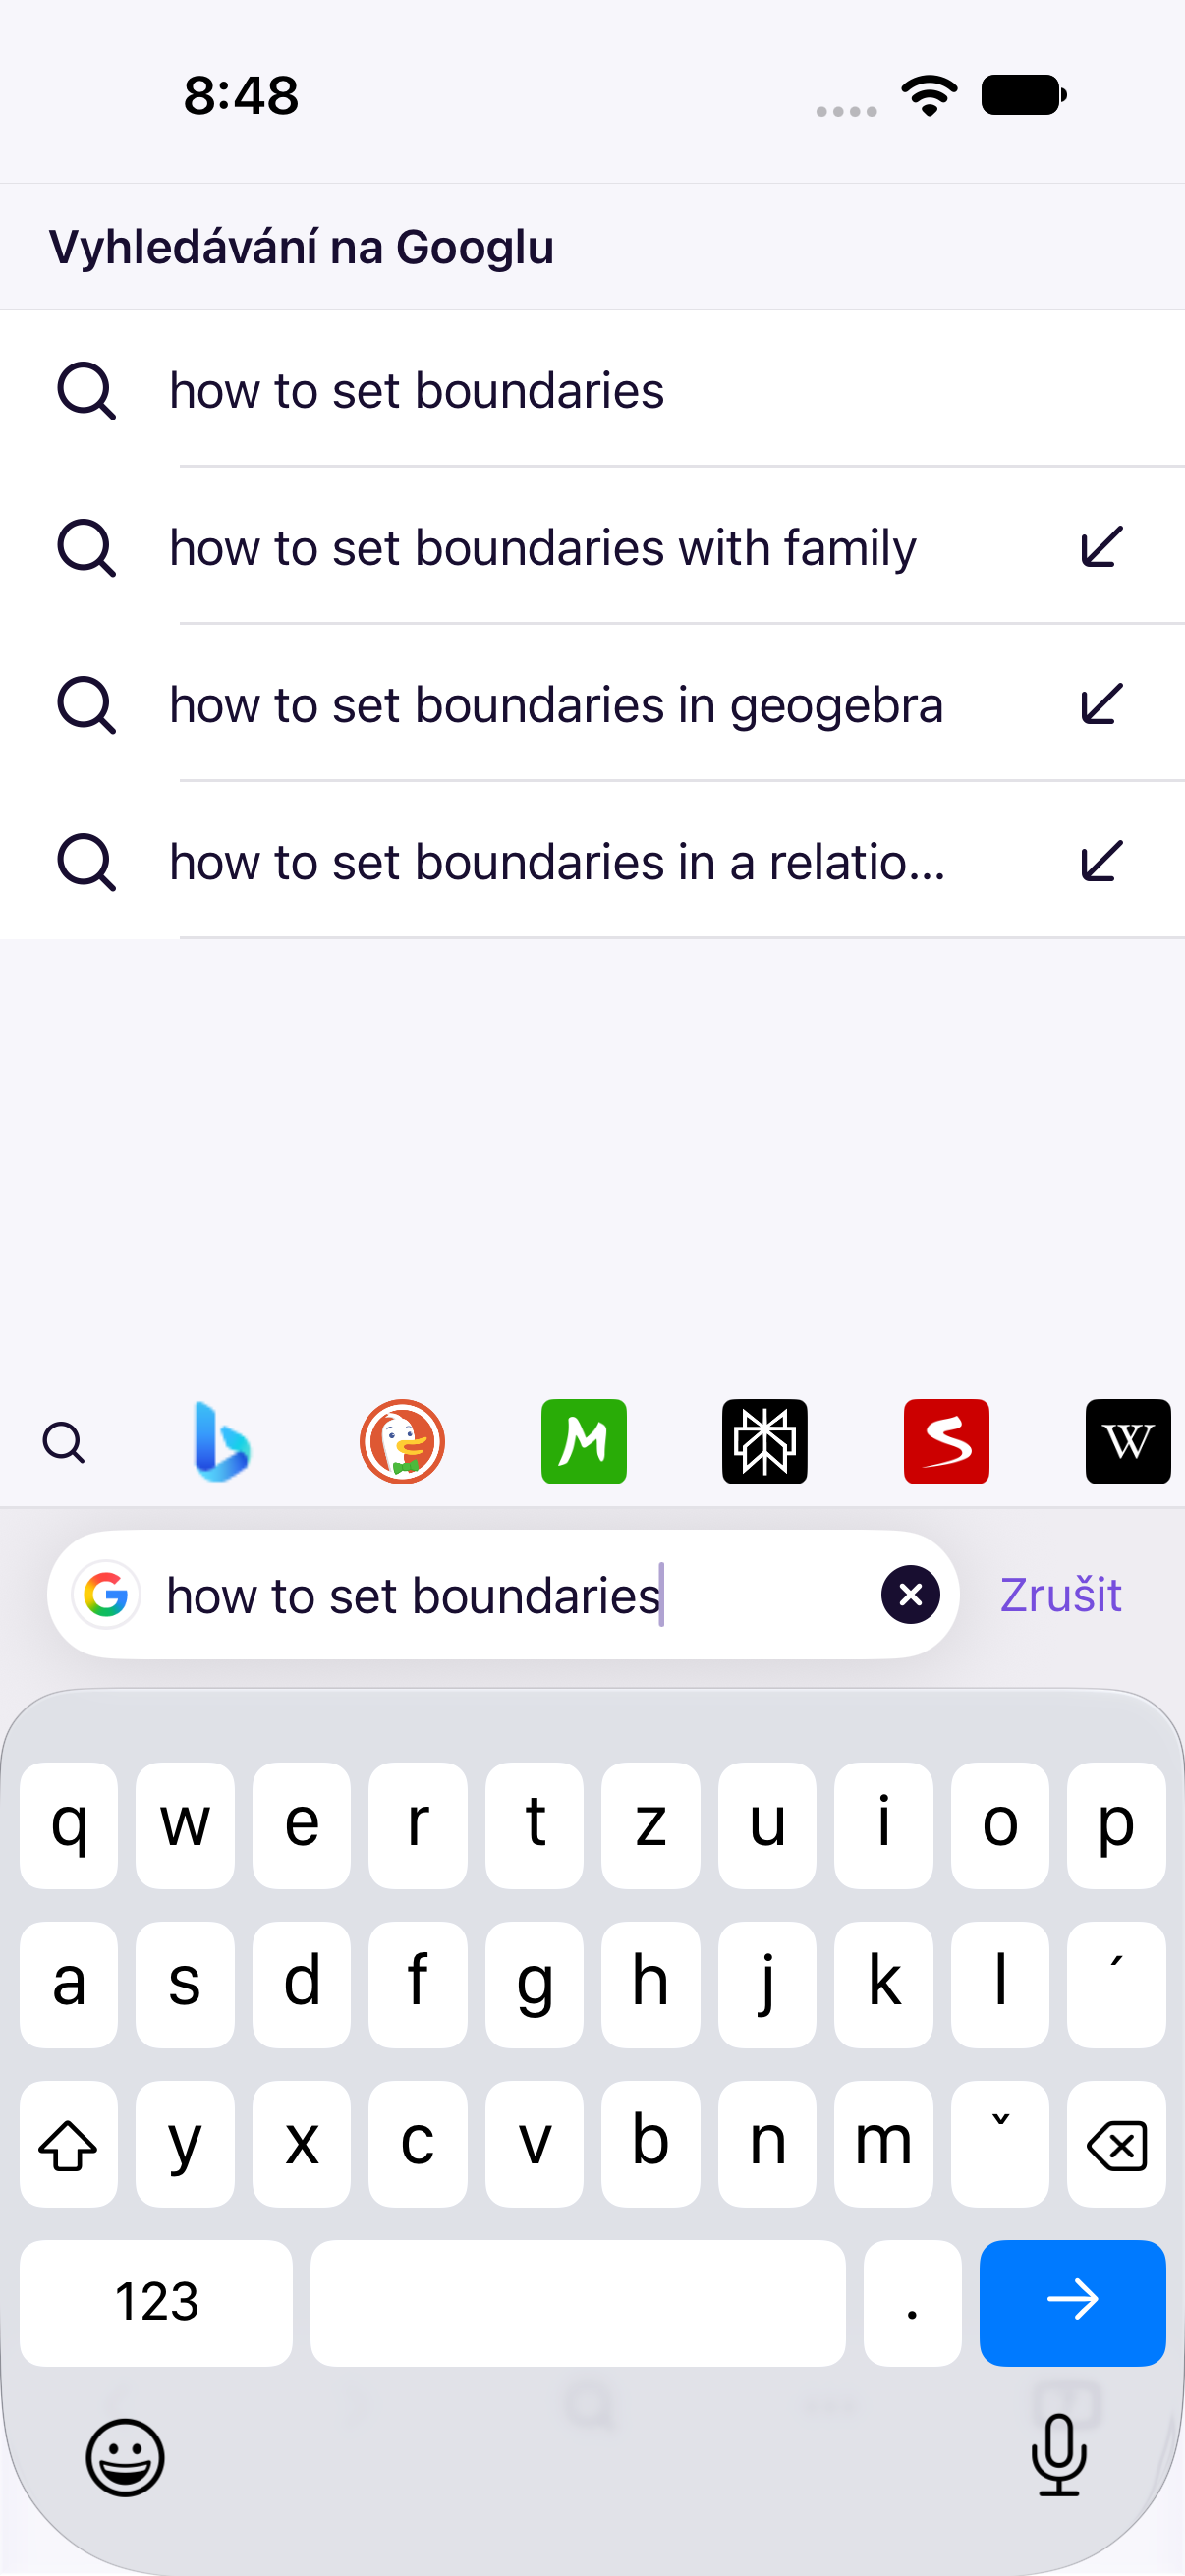 8:48
Vyhledávání na Googlu
how to set boundaries
how to set boundaries with family
how to set boundaries in geogebra
how to set boundaries in a relatio...
W
how to set boundaries
Zrušit
q w e r t z u i o p
a s d f g h j k l ´
y x c v b n m ˇ
123 .